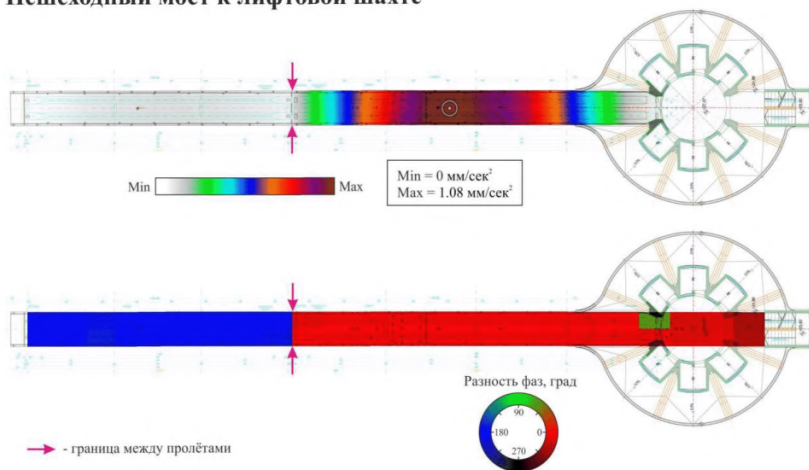 Пешеходный мост к лифтовой шахте
Min
Max
Min = 0 мм/сек²
Max = 1.08 мм/сек²
Разность фаз, град
90
180
0
270
- граница между пролётами